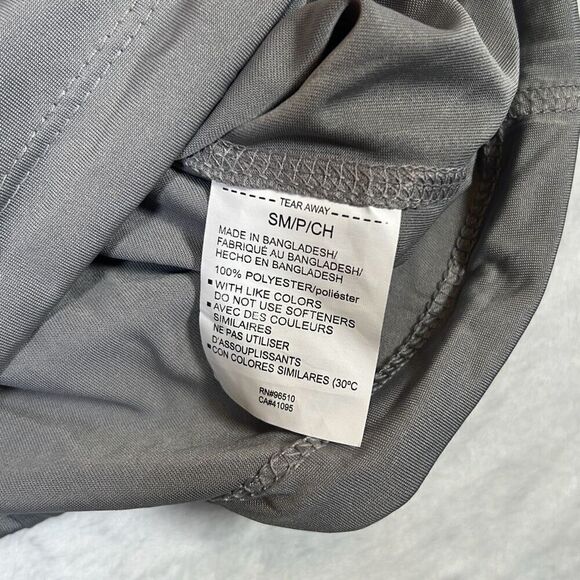 TEAR AWAY
SM/P/CH
MADE IN BANGLADESH/
FABRIQUÉ AU BANGLADESH/
HECHO EN BANGLADESH
100% POLYESTER/poliéster
▪ WITH LIKE COLORS
DO NOT USE SOFTENERS
▪ AVEC DES COULEURS
SIMILAIRES
NE PAS UTILISER
D'ASSOUPLISSANTS
▪ CON COLORES SIMILARES (30ºC
RN#96510
CA#41095